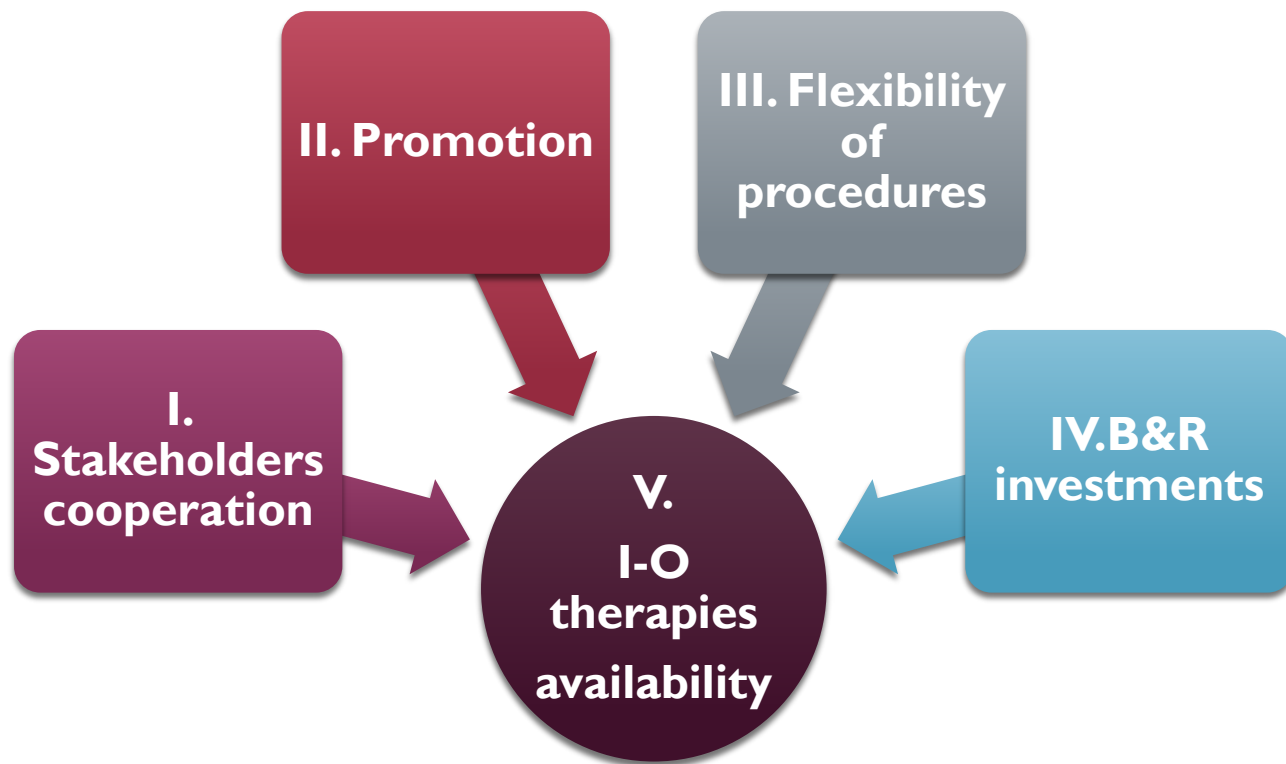 II. Promotion
III. Flexibility
of
procedures
I.
Stakeholders
cooperation
IV.B&R
investments
V.
I-O
therapies
availability